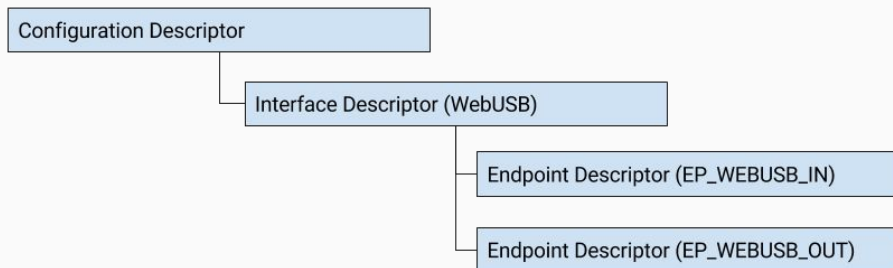 Configuration Descriptor
Interface Descriptor (WebUSB)
Endpoint Descriptor (EP_WEBUSB_IN)
Endpoint Descriptor (EP_WEBUSB_OUT)